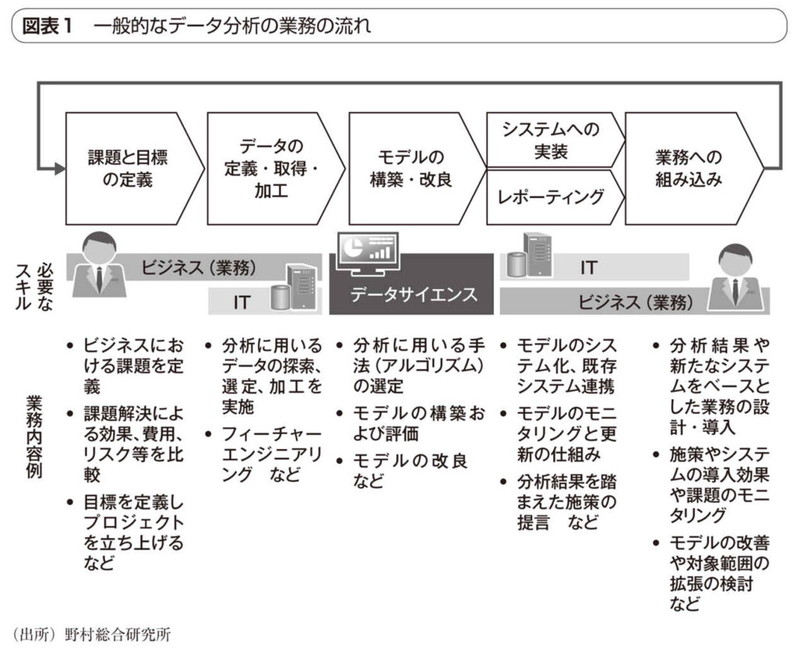 図表1　一般的なデータ分析の業務の流れ
課題と目標
の定義
データの
定義・取得・
加工
モデルの
構築・改良
システムへの
実装
レポーティング
業務への
組み込み
必要な
スキル
ビジネス（業務）
IT
データサイエンス
IT
ビジネス（業務）
業務内容例
• ビジネスにお
ける課題を定
義
• 課題解決によ
る効果、費用、
リスク等を比
較
• 目標を定義し
プロジェクト
を立ち上げる
など
• 分析に用いる
データの探索、
選定、加工を
実施
• フィーチャー
エンジニアリ
ング　など
• 分析に用いる手
法（アルゴリズム）
の選定
• モデルの構築お
よび評価
• モデルの改良
など
• モデルのシス
テム化、既存
システム連携
• モデルのモニ
タリングと更
新の仕組み
• 分析結果を踏
まえた施策の
提言　など
• 分析結果や
新たなシステ
ムをベースと
した業務の設
計・導入
• 施策やシステ
ムの導入効果
や課題のモニ
タリング
• モデルの改善
や対象範囲の
拡張の検討
など
（出所）野村総合研究所